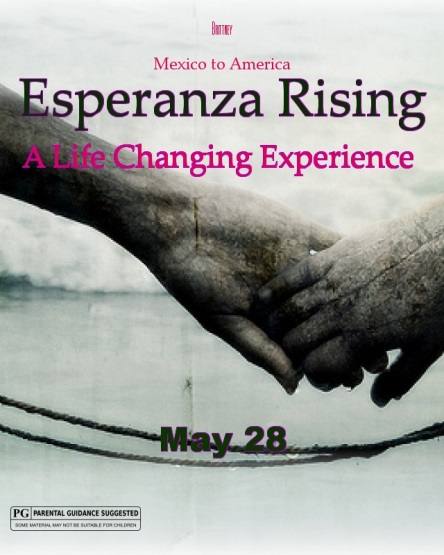 Brittney
Mexico to America
Esperanza Rising
A Life Changing Experience
May 28
PG PARENTAL GUIDANCE SUGGESTED
SOME MATERIAL MAY NOT BE SUITABLE FOR CHILDREN